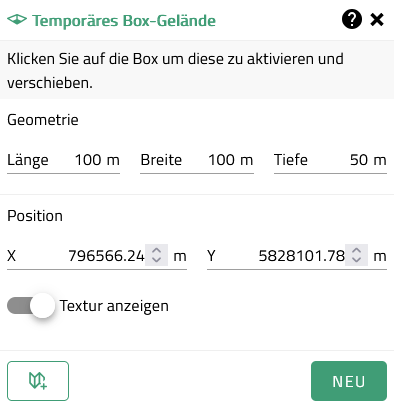 Temporäres Box-Gelände
Klicken Sie auf die Box um diese zu aktivieren und
verschieben.
Geometrie
Länge 100 m Breite 100 m Tiefe 50 m
Position
X 796566.24 m Y 5828101.78 m
Textur anzeigen
NEU